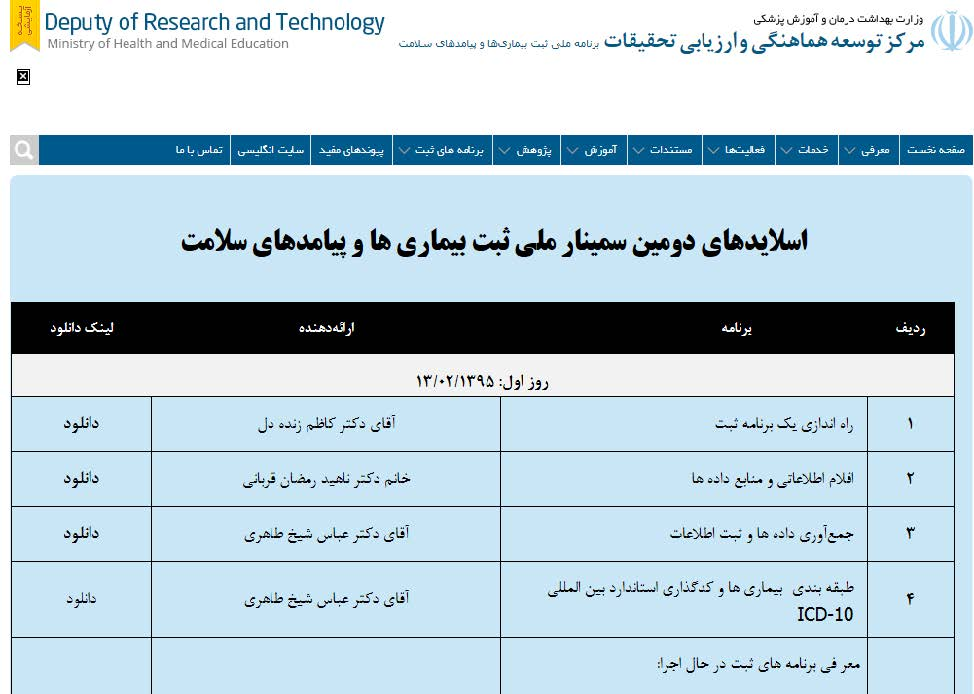 نسخه آزمایشی
Deputy of Research and Technology
Ministry of Health and Medical Education
وزارت بهداشت درمان و آموزش پزشکی
مرکز توسعه هماهنگی و ارزیابی تحقیقات برنامه ملی ثبت بیماری‌ها و پیامدهای سلامت
صفحه نخست معرفی خدمات فعالیت‌ها مستندات آموزش پژوهش برنامه های ثبت پیوندهای مفید سایت انگلیسی تماس با ما
اسلایدهای دومین سمینار ملی ثبت بیماری ها و پیامدهای سلامت
ردیف برنامه ارائه‌دهنده لینک دانلود
روز اول: ۱۳/۰۲/۱۳۹۵
۱ راه اندازی یک برنامه ثبت آقای دکتر کاظم زنده دل دانلود
۲ اقلام اطلاعاتی و منابع داده ها خانم دکتر ناهید رمضان قربانی دانلود
۳ جمع‌آوری داده ها و ثبت اطلاعات آقای دکتر عباس شیخ طاهری دانلود
۴ طبقه بندی بیماری ها و کدگذاری استاندارد بین المللی
ICD-10 آقای دکتر عباس شیخ طاهری دانلود
معر فی برنامه های ثبت در حال اجرا: